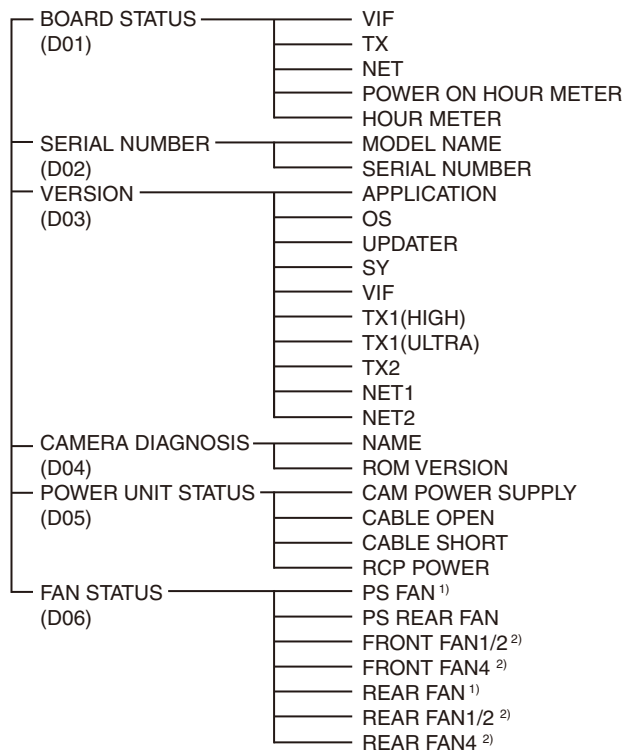 BOARD STATUS VIF
(D01) TX
NET
POWER ON HOUR METER
HOUR METER
SERIAL NUMBER MODEL NAME
(D02) SERIAL NUMBER
VERSION APPLICATION
(D03) OS
UPDATER
SY
VIF
TX1(HIGH)
TX1(ULTRA)
TX2
NET1
NET2
CAMERA DIAGNOSIS NAME
(D04) ROM VERSION
POWER UNIT STATUS CAM POWER SUPPLY
(D05) CABLE OPEN
CABLE SHORT
RCP POWER
FAN STATUS PS FAN 1)
(D06) PS REAR FAN
FRONT FAN1/2 2)
FRONT FAN4 2)
REAR FAN 1)
REAR FAN1/2 2)
REAR FAN4 2)